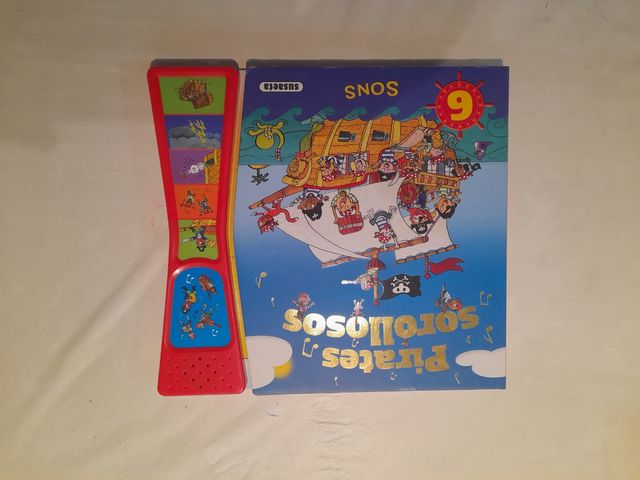 Pirates
sorollosos
6 SONS
susaeta